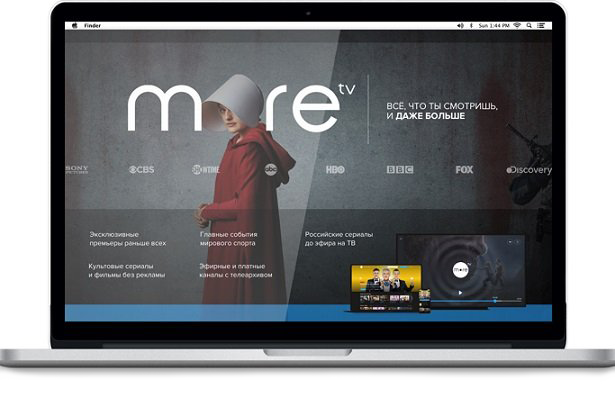 Finder
Sun 1:44 PM
more tv
ВСЁ, ЧТО ТЫ СМОТРИШЬ,
И ДАЖЕ БОЛЬШЕ
SONY
PICTURES
CBS
SHOWTIME
abc
HBO
BBC
FOX
Discovery
Эксклюзивные
премьеры раньше всех
Главные события
мирового спорта
Российские сериалы
до эфира на ТВ
Культовые сериалы
и фильмы без рекламы
Эфирные и платные
каналы с телеархивом
more tv